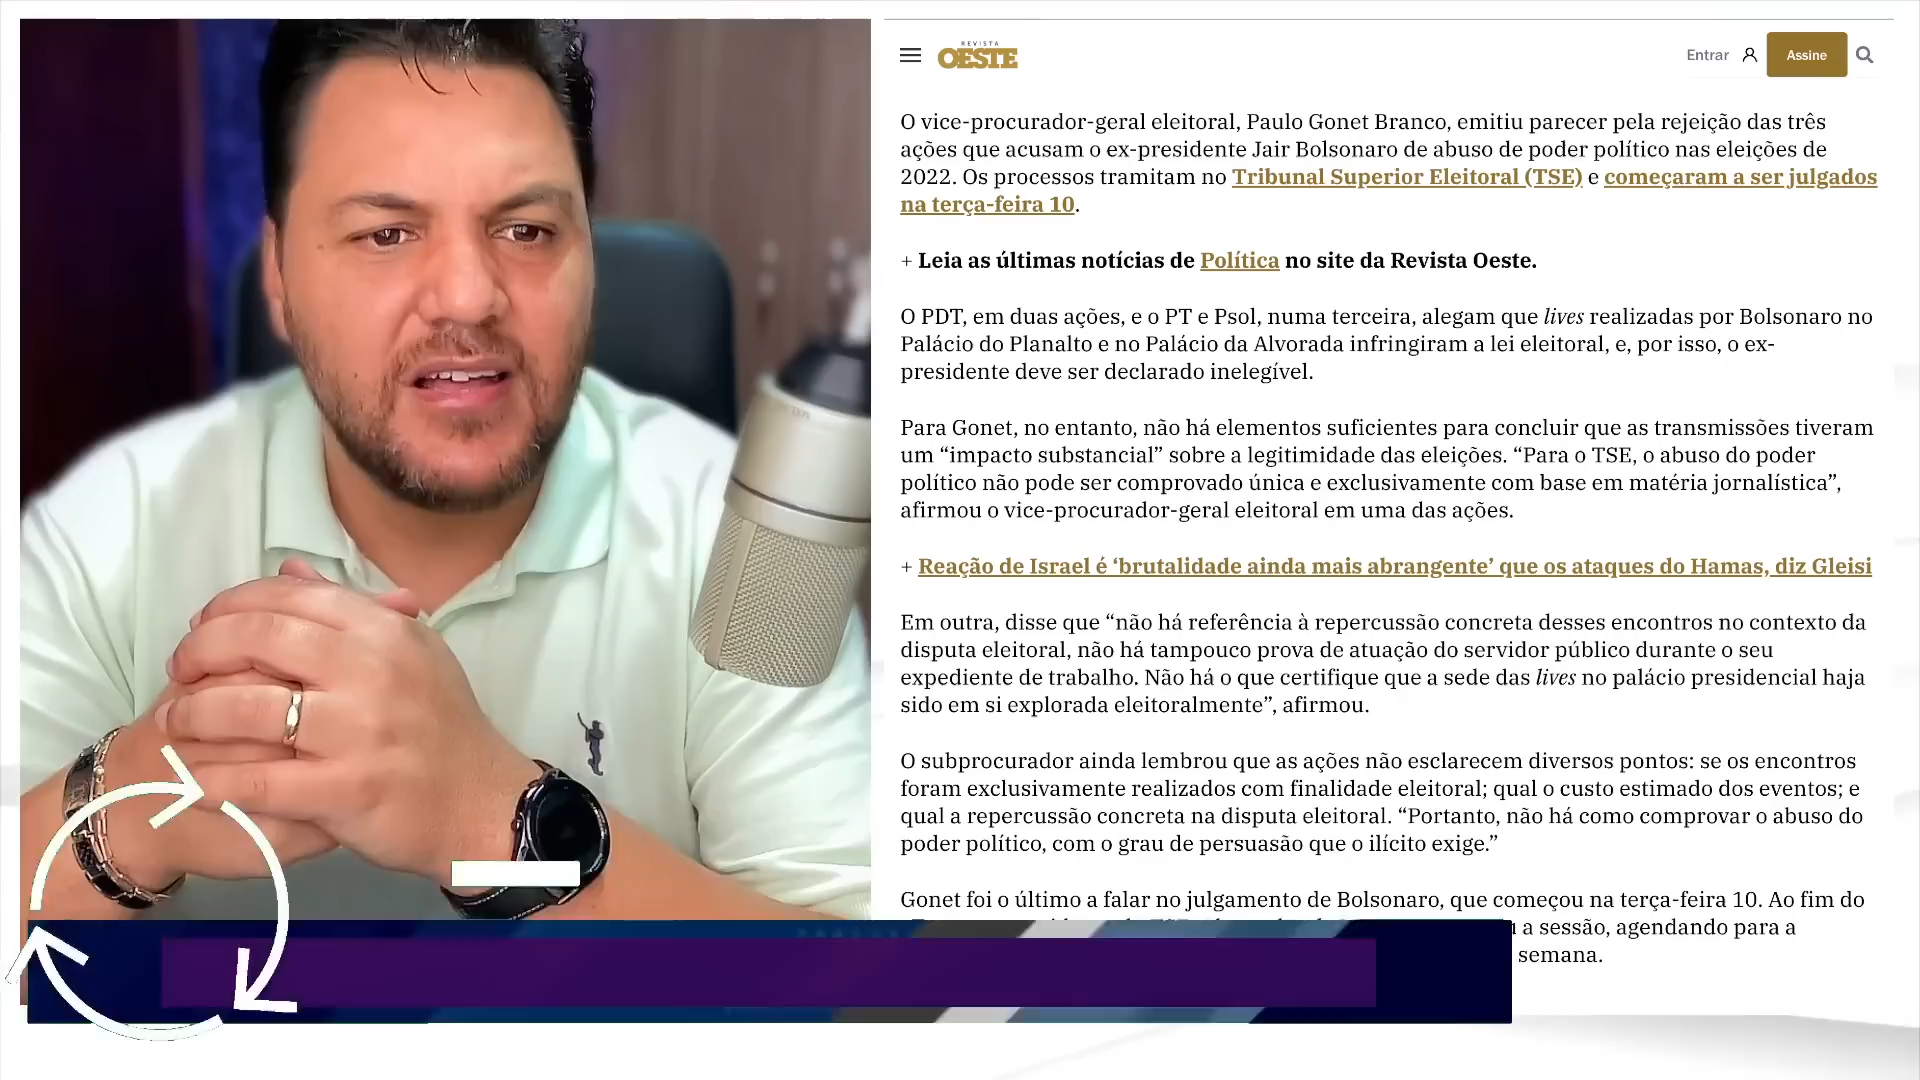 REVISTA
OESTE
Entrar
Assine
O vice-procurador-geral eleitoral, Paulo Gonet Branco, emitiu parecer pela rejeição das três
ações que acusam o ex-presidente Jair Bolsonaro de abuso de poder político nas eleições de
2022. Os processos tramitam no Tribunal Superior Eleitoral (TSE) e começaram a ser julgados
na terça-feira 10.
+ Leia as últimas notícias de Política no site da Revista Oeste.
O PDT, em duas ações, e o PT e Psol, numa terceira, alegam que lives realizadas por Bolsonaro no
Palácio do Planalto e no Palácio da Alvorada infringiram a lei eleitoral, e, por isso, o ex-
presidente deve ser declarado inelegível.
Para Gonet, no entanto, não há elementos suficientes para concluir que as transmissões tiveram
um “impacto substancial” sobre a legitimidade das eleições. “Para o TSE, o abuso do poder
político não pode ser comprovado única e exclusivamente com base em matéria jornalística”,
afirmou o vice-procurador-geral eleitoral em uma das ações.
+ Reação de Israel é ‘brutalidade ainda mais abrangente’ que os ataques do Hamas, diz Gleisi
Em outra, disse que “não há referência à repercussão concreta desses encontros no contexto da
disputa eleitoral, não há tampouco prova de atuação do servidor público durante o seu
expediente de trabalho. Não há o que certifique que a sede das lives no palácio presidencial haja
sido em si explorada eleitoralmente”, afirmou.
O subprocurador ainda lembrou que as ações não esclarecem diversos pontos: se os encontros
foram exclusivamente realizados com finalidade eleitoral; qual o custo estimado dos eventos; e
qual a repercussão concreta na disputa eleitoral. “Portanto, não há como comprovar o abuso do
poder político, com o grau de persuasão que o ilícito exige.”
Gonet foi o último a falar no julgamento de Bolsonaro, que começou na terça-feira 10. Ao fim do
a sessão, agendando para a
semana.